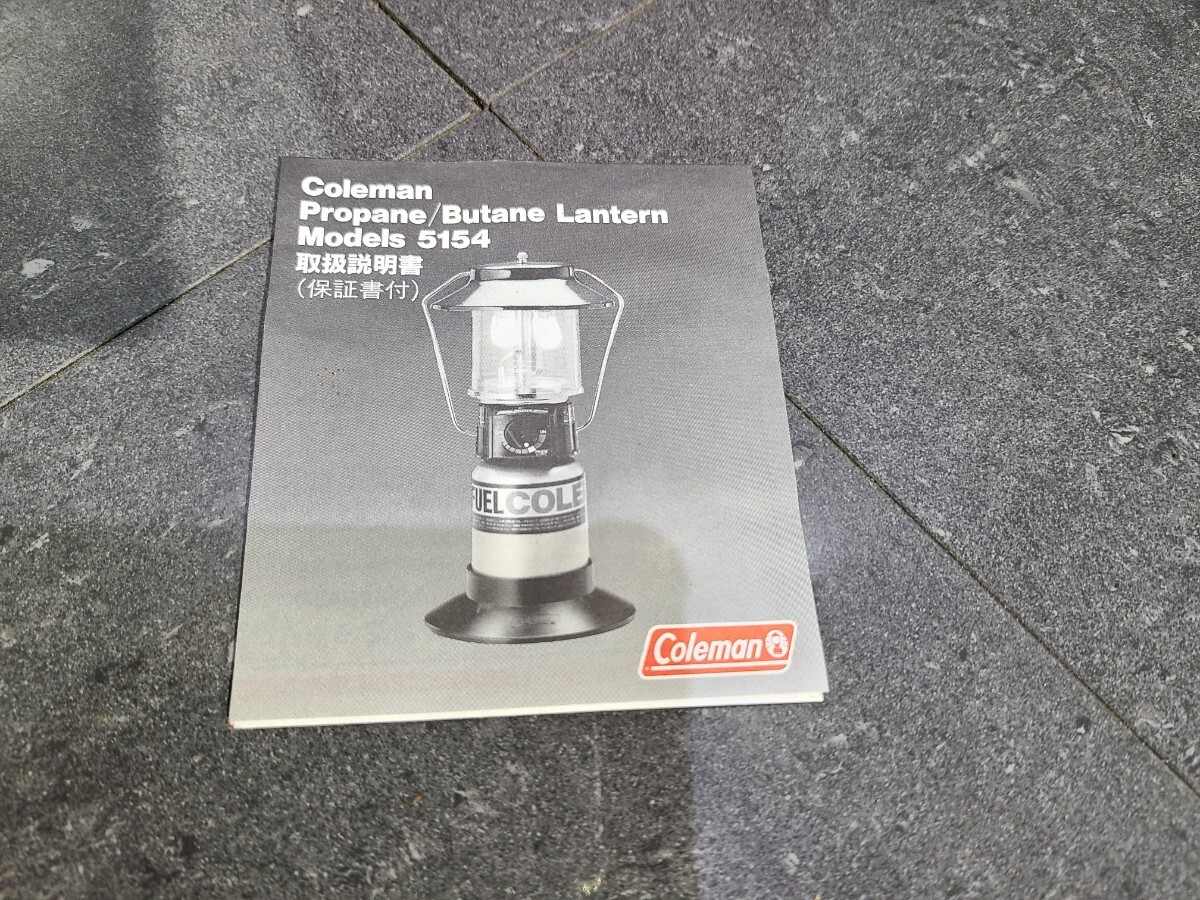 Coleman
Propane/Butane Lantern
Models 5154
取扱説明書
（保証書付）
FUEL COLE
Coleman